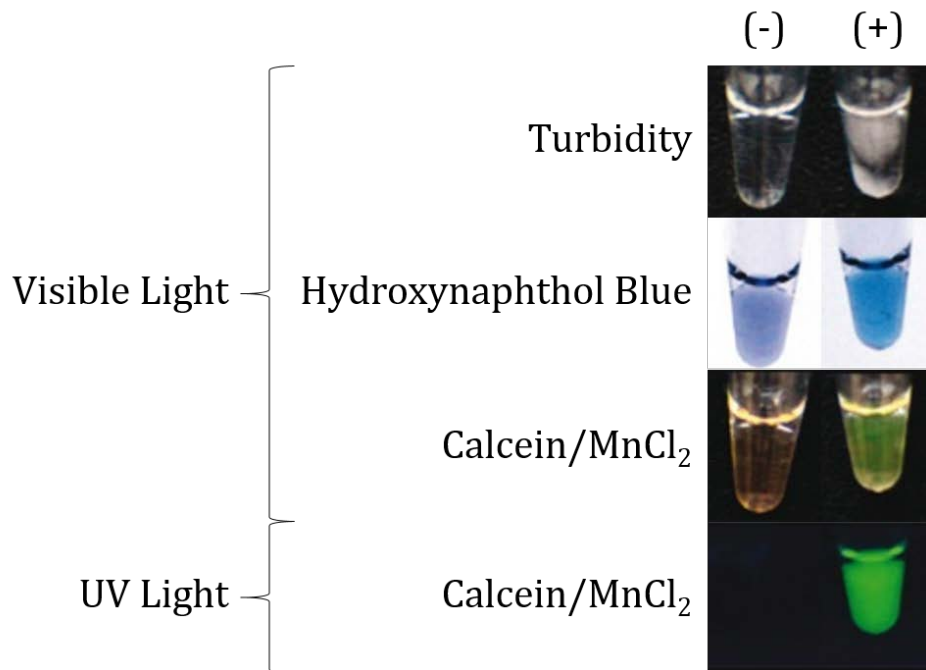 (-) (+)
Turbidity
Visible Light Hydroxynaphthol Blue
Calcein/MnCl₂
UV Light Calcein/MnCl₂